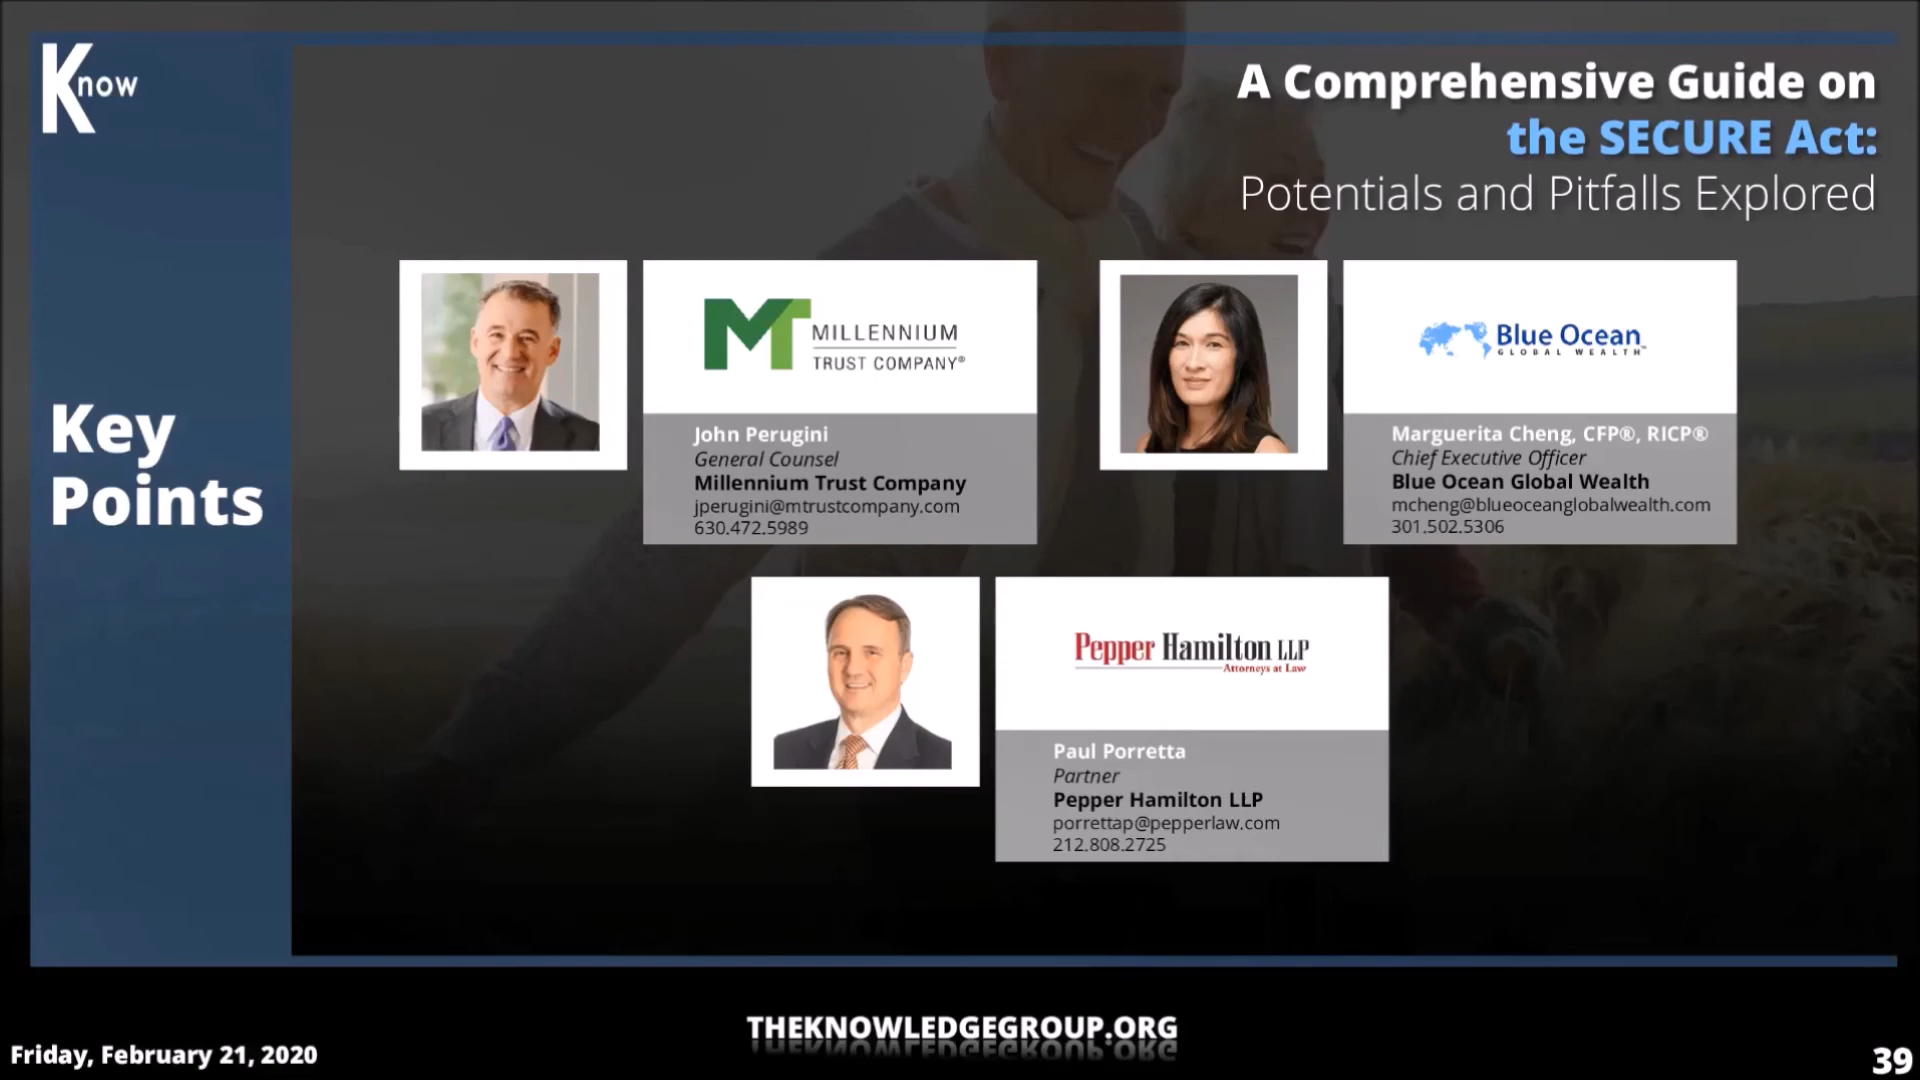 Know
A Comprehensive Guide on
the SECURE Act:
Potentials and Pitfalls Explored
Key
Points
MT MILLENNIUM
TRUST COMPANY®
John Perugini
General Counsel
Millennium Trust Company
jperugini@mtrustcompany.com
630.472.5989
Blue Ocean™
GLOBAL WEALTH
Marguerita Cheng, CFP®, RICP®
Chief Executive Officer
Blue Ocean Global Wealth
mcheng@blueoceanglobalwealth.com
301.502.5306
Pepper Hamilton LLP
Attorneys at Law
Paul Porretta
Partner
Pepper Hamilton LLP
porrettap@pepperlaw.com
212.808.2725
THEKNOWLEDGEGROUP.ORG
Friday, February 21, 2020
39